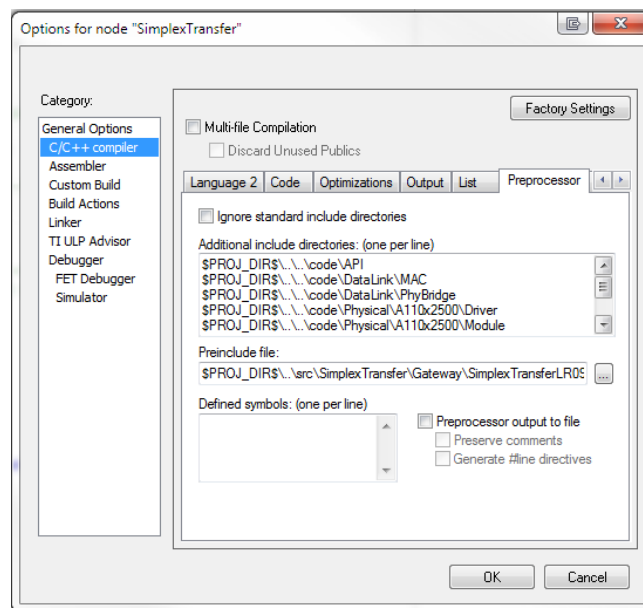 Options for node "SimplexTransfer"
Category:
General Options
C/C++ compiler
Assembler
Custom Build
Build Actions
Linker
TI ULP Advisor
Debugger
FET Debugger
Simulator
Factory Settings
Multi-file Compilation
Discard Unused Publics
Language 2 Code Optimizations Output List Preprocessor
Ignore standard include directories
Additional include directories: (one per line)
$PROJ_DIR$\..\..\code\API
$PROJ_DIR$\..\..\code\DataLink\MAC
$PROJ_DIR$\..\..\code\DataLink\PhyBridge
$PROJ_DIR$\..\..\code\Physical\A110x2500\Driver
$PROJ_DIR$\..\..\code\Physical\A110x2500\Module
Preinclude file:
$PROJ_DIR$\..\src\SimplexTransfer\Gateway\SimplexTransferLR09
...
Defined symbols: (one per line)
Preprocessor output to file
Preserve comments
Generate #line directives
OK Cancel